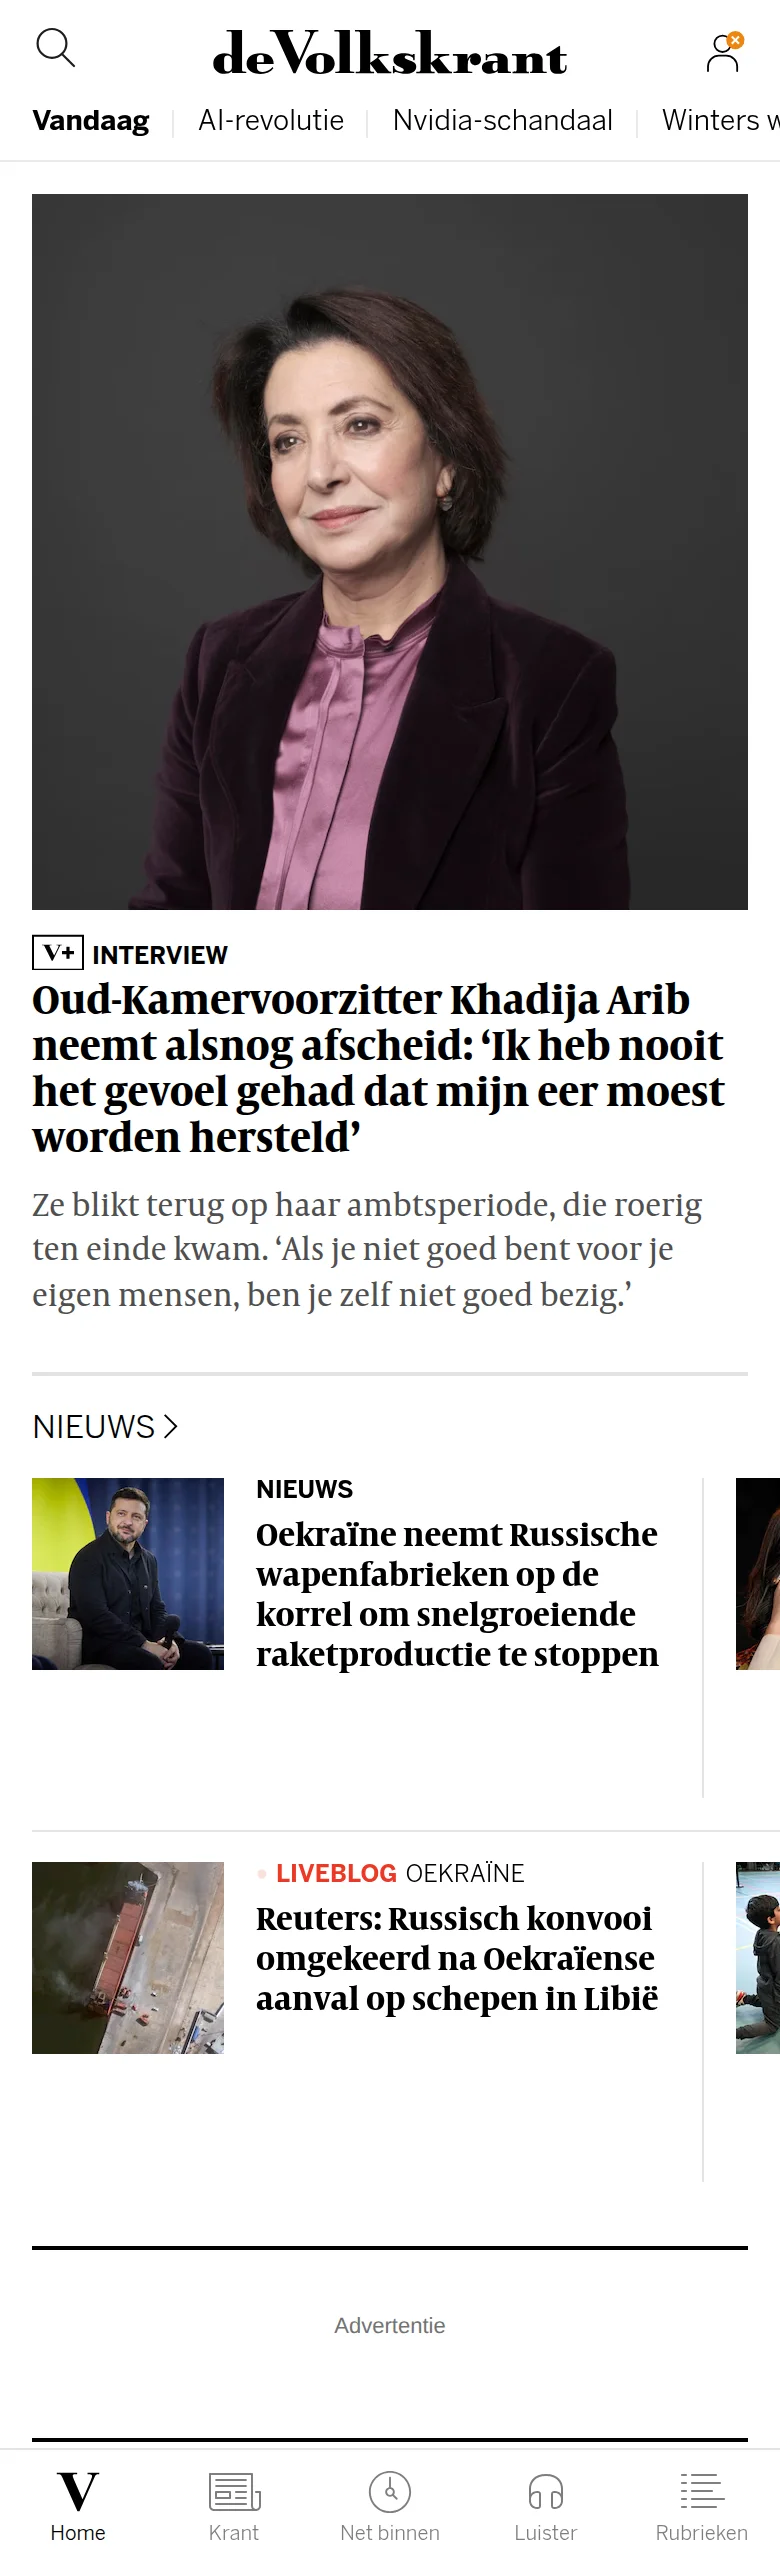 deVolkskrant
Vandaag
AI-revolutie
Nvidia-schandaal
Winters
V+ INTERVIEW
Oud-Kamervoorzitter Khadija Arib
neemt alsnog afscheid: ‘Ik heb nooit
het gevoel gehad dat mijn eer moest
worden hersteld’
Ze blikt terug op haar ambtsperiode, die roerig
ten einde kwam. ‘Als je niet goed bent voor je
eigen mensen, ben je zelf niet goed bezig.’
NIEUWS
NIEUWS
Oekraïne neemt Russische
wapenfabrieken op de
korrel om snelgroeiende
raketproductie te stoppen
LIVEBLOG OEKRAÏNE
Reuters: Russisch konvooi
omgekeerd na Oekraïense
aanval op schepen in Libië
Advertentie
V
Home
Krant
Net binnen
Luister
Rubrieken